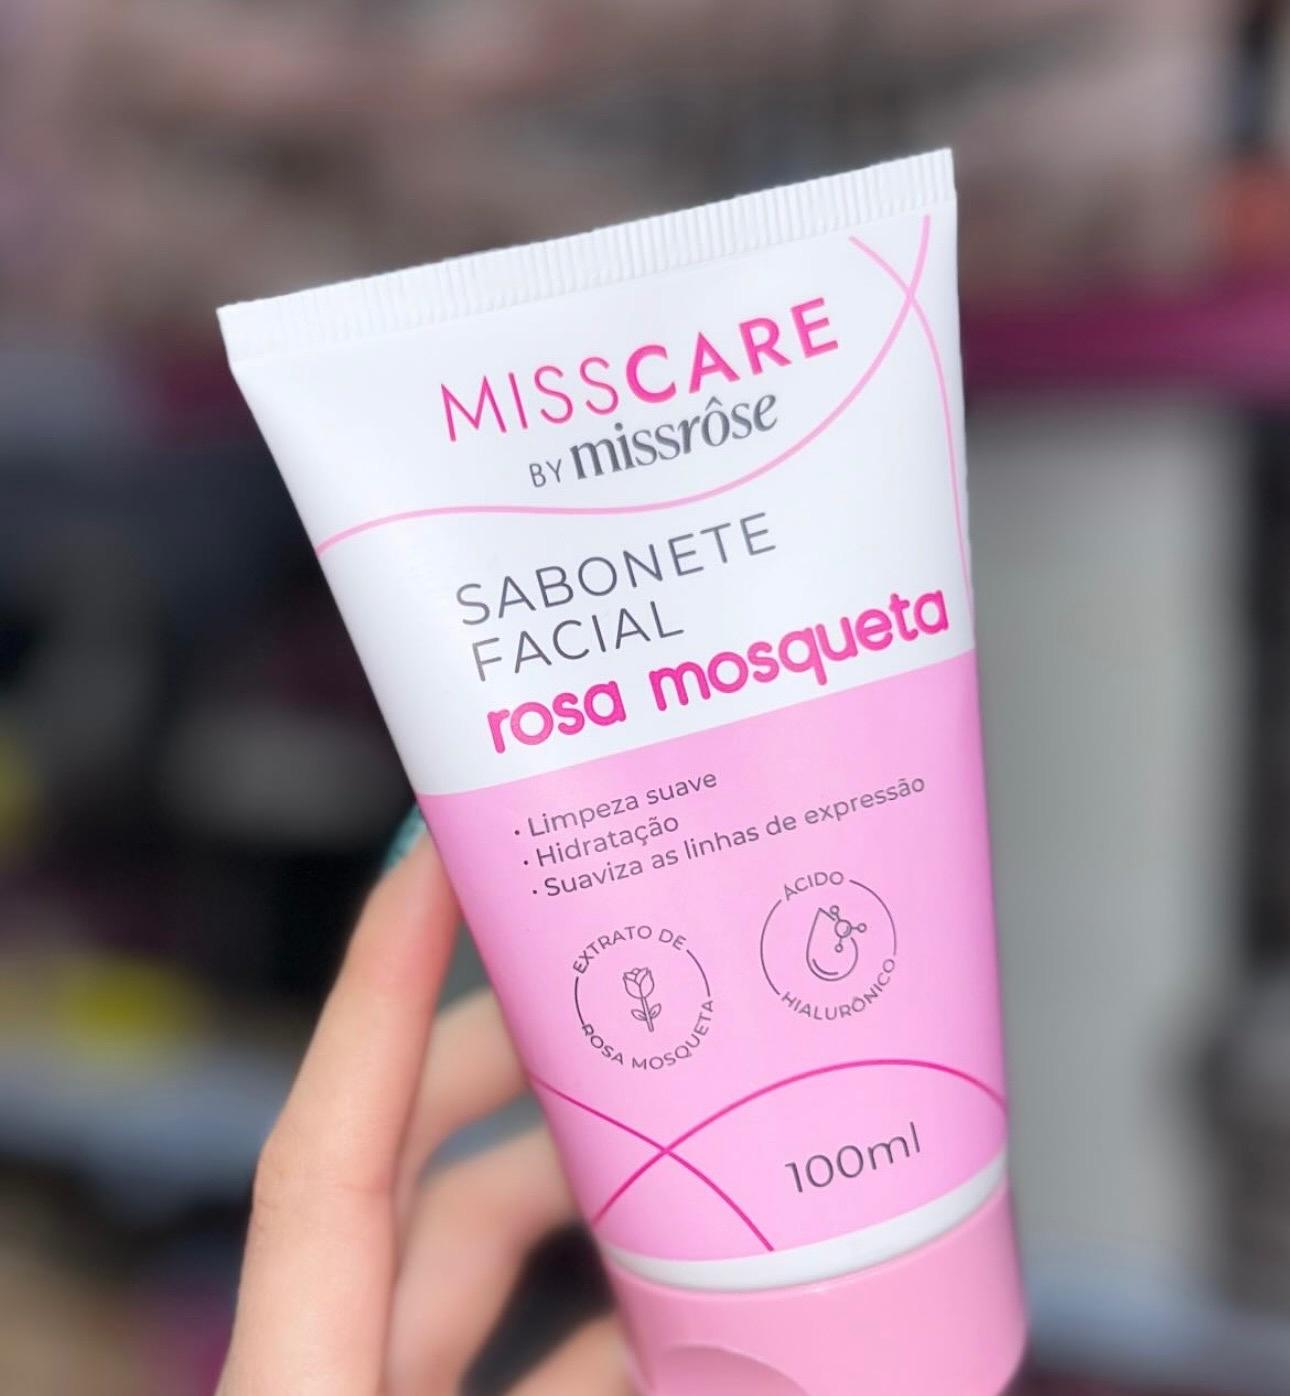 MISSCARE
BY missrôse
SABONETE
FACIAL
rosa mosqueta
· Limpeza suave
· Hidratação
· Suaviza as linhas de expressão
EXTRATO DE
ROSA MOSQUETA
ÁCIDO
HIALURÔNICO
100ml